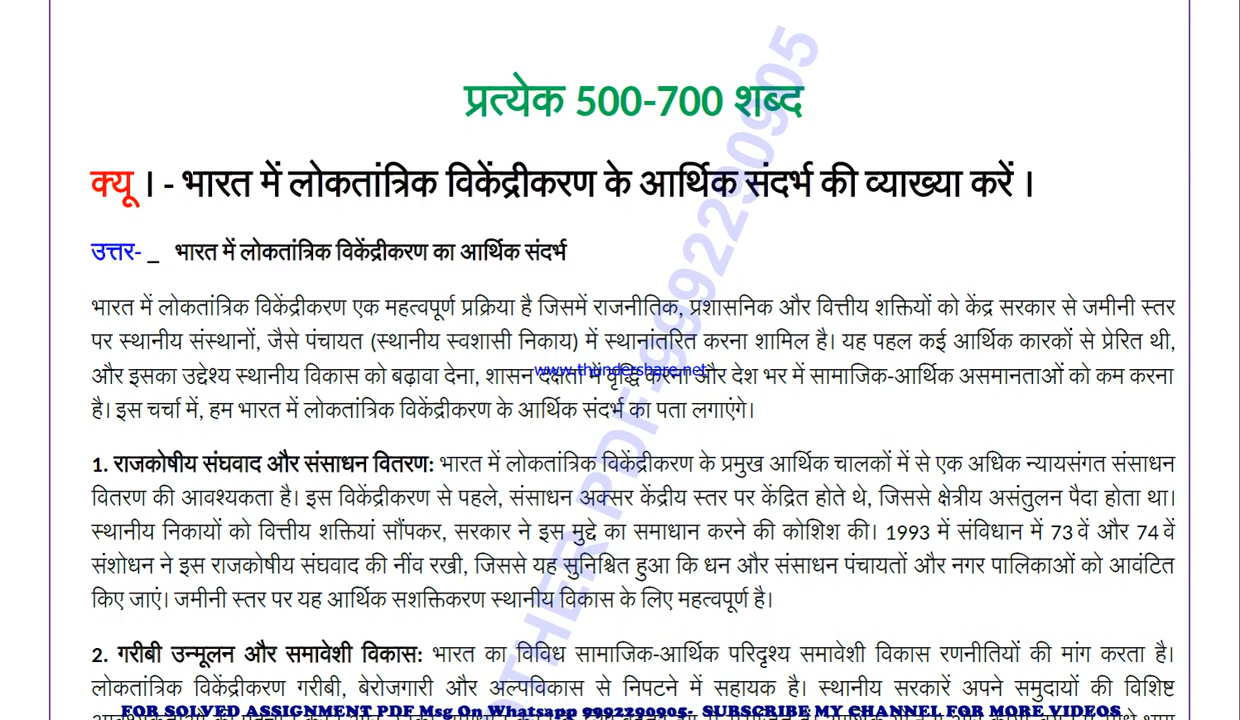 प्रत्येक 500-700 शब्द
क्यू । - भारत में लोकतांत्रिक विकेंद्रीकरण के आर्थिक संदर्भ की व्याख्या करें ।
उत्तर- _ भारत में लोकतांत्रिक विकेंद्रीकरण का आर्थिक संदर्भ
भारत में लोकतांत्रिक विकेंद्रीकरण एक महत्वपूर्ण प्रक्रिया है जिसमें राजनीतिक, प्रशासनिक और वित्तीय शक्तियों को केंद्र सरकार से जमीनी स्तर
पर स्थानीय संस्थानों, जैसे पंचायत (स्थानीय स्वशासी निकाय) में स्थानांतरित करना शामिल है। यह पहल कई आर्थिक कारकों से प्रेरित थी,
www.thundershare.net
और इसका उद्देश्य स्थानीय विकास को बढ़ावा देना, शासन दक्षता में वृद्धि करना और देश भर में सामाजिक-आर्थिक असमानताओं को कम करना
है। इस चर्चा में, हम भारत में लोकतांत्रिक विकेंद्रीकरण के आर्थिक संदर्भ का पता लगाएंगे।
1. राजकोषीय संघवाद और संसाधन वितरण: भारत में लोकतांत्रिक विकेंद्रीकरण के प्रमुख आर्थिक चालकों में से एक अधिक न्यायसंगत संसाधन
वितरण की आवश्यकता है। इस विकेंद्रीकरण से पहले, संसाधन अक्सर केंद्रीय स्तर पर केंद्रित होते थे, जिससे क्षेत्रीय असंतुलन पैदा होता था।
स्थानीय निकायों को वित्तीय शक्तियां सौंपकर, सरकार ने इस मुद्दे का समाधान करने की कोशिश की। 1993 में संविधान में 73 वें और 74 वें
संशोधन ने इस राजकोषीय संघवाद की नींव रखी, जिससे यह सुनिश्चित हुआ कि धन और संसाधन पंचायतों और नगर पालिकाओं को आवंटित
किए जाएं। जमीनी स्तर पर यह आर्थिक सशक्तिकरण स्थानीय विकास के लिए महत्वपूर्ण है।
2. गरीबी उन्मूलन और समावेशी विकास: भारत का विविध सामाजिक-आर्थिक परिदृश्य समावेशी विकास रणनीतियों की मांग करता है।
लोकतांत्रिक विकेंद्रीकरण गरीबी, बेरोजगारी और अल्पविकास से निपटने में सहायक है। स्थानीय सरकारें अपने समुदायों की विशिष्ट
FOR SOLVED ASSIGNMENT PDF Msg On Whatsapp 9992290905- SUBSCRIBE MY CHANNEL FOR MORE VIDEOS
OTHER PDF-9992290905